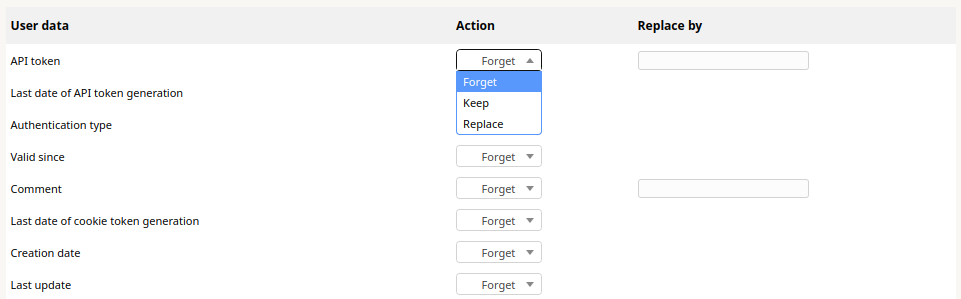 User data Action Replace by
API token Forget
Forget
Last date of API token generation
Keep
Authentication type Replace
Valid since Forget
Comment Forget
Last date of cookie token generation Forget
Creation date Forget
Last update Forget